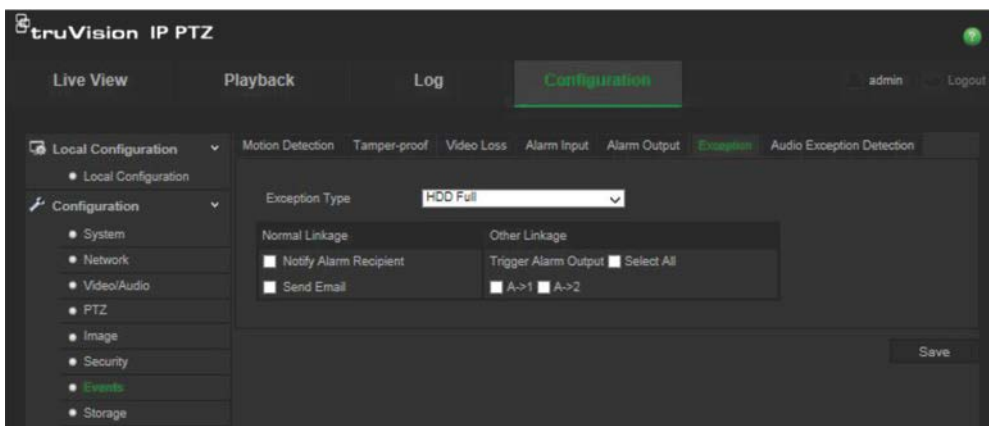 truVision IP PTZ
?
Live View Playback Log Configuration admin Logout
Local Configuration
Local Configuration
Configuration
System
Network
Video/Audio
PTZ
Image
Security
Events
Storage
Motion Detection Tamper-proof Video Loss Alarm Input Alarm Output Exception Audio Exception Detection
Exception Type HDD Full
Normal Linkage Other Linkage
Notify Alarm Recipient Trigger Alarm Output Select All
Send Email A->1 A->2
Save